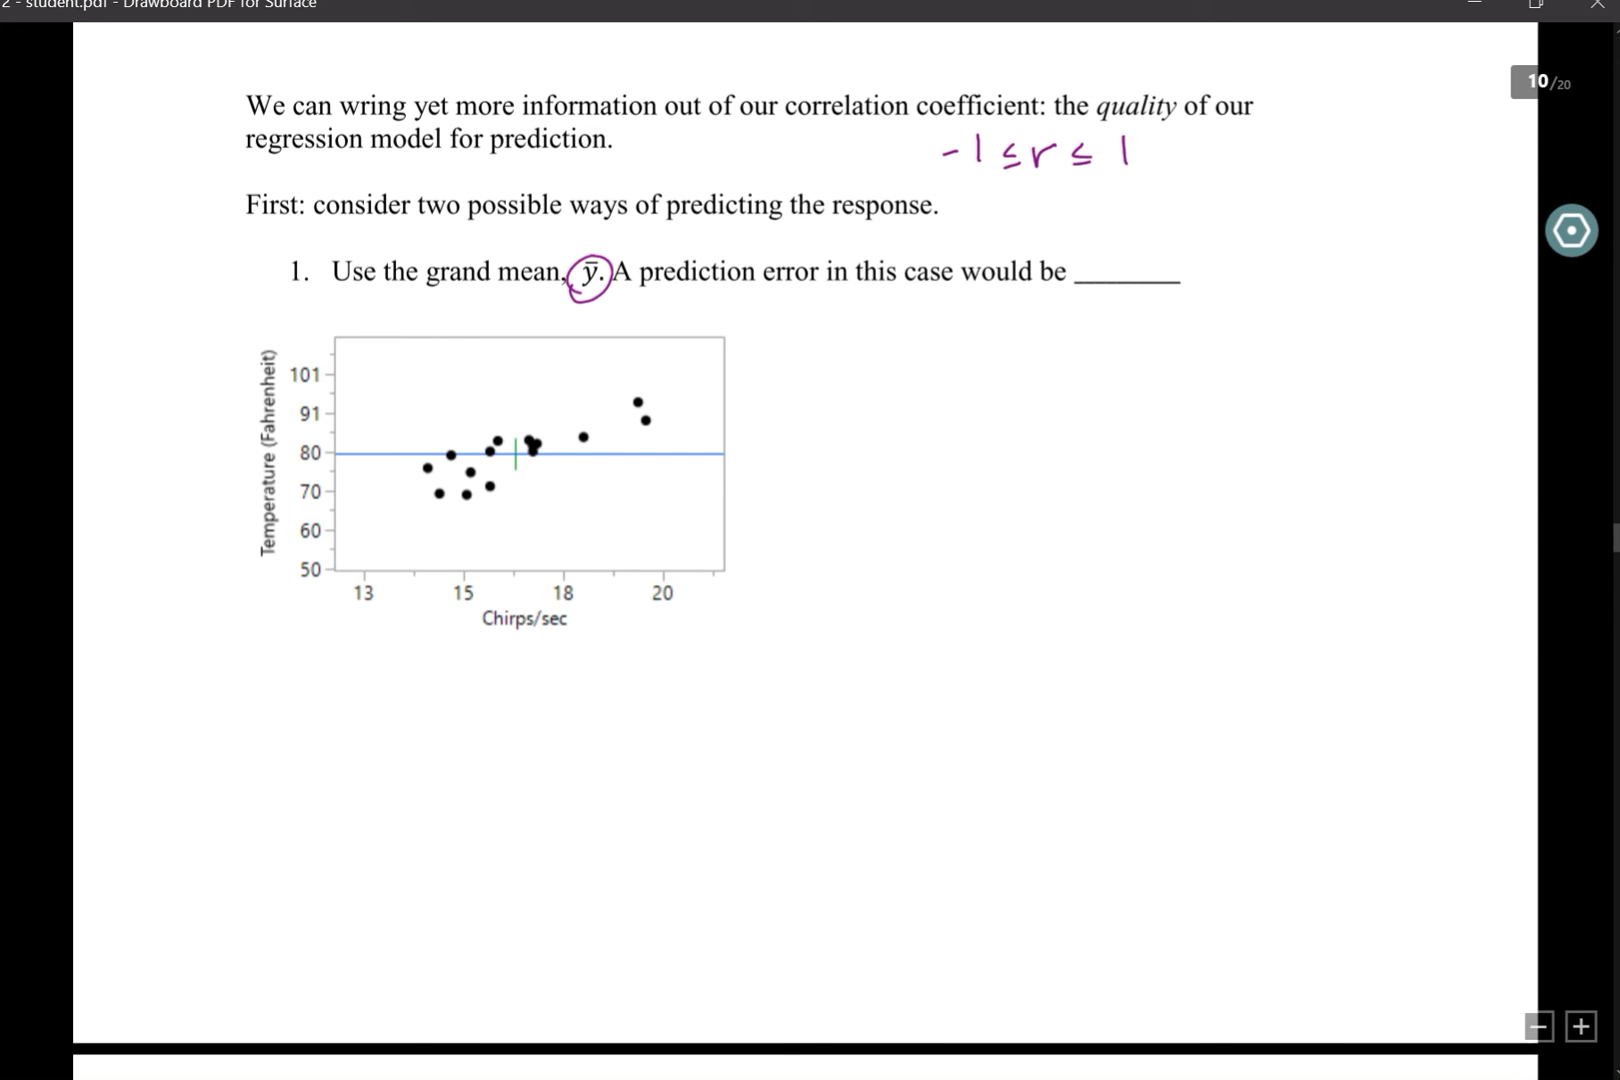 2 - student.pdf - Drawboard PDF for Surface
10/20
We can wring yet more information out of our correlation coefficient: the quality of our
regression model for prediction.
-1 ≤ r ≤ 1
First: consider two possible ways of predicting the response.
1. Use the grand mean, ȳ. A prediction error in this case would be ________
Temperature (Fahrenheit)
101
91
80
70
60
50
13 15 18 20
Chirps/sec